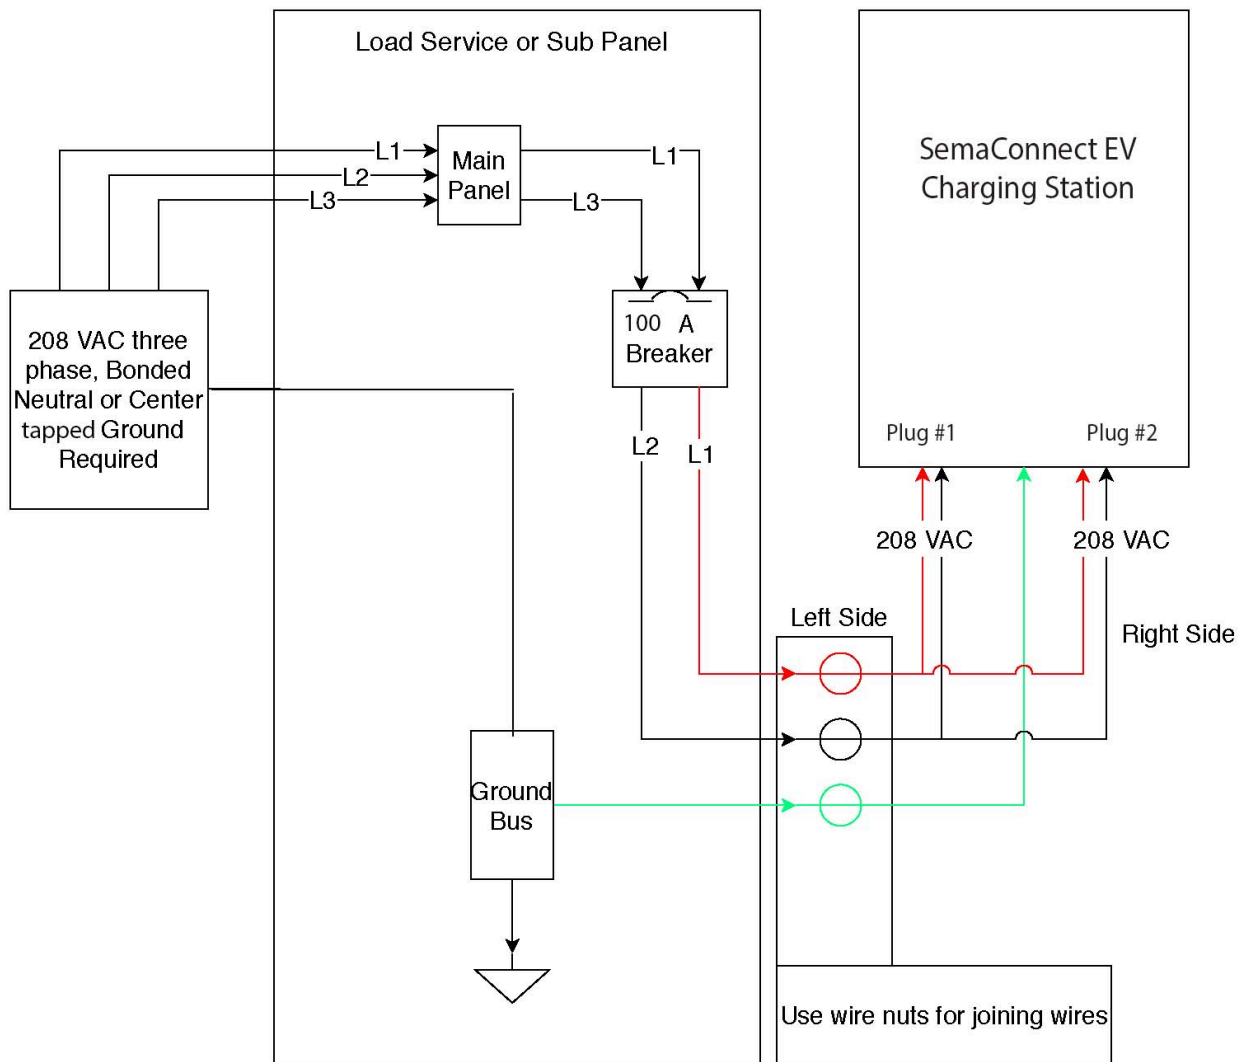 Load Service or Sub Panel
L1
L2
L3
Main
Panel
L1
L3
SemaConnect EV
Charging Station
208 VAC three
phase, Bonded
Neutral or Center
tapped Ground
Required
100 A
Breaker
L2
L1
Plug #1
Plug #2
208 VAC
208 VAC
Left Side
Right Side
Ground
Bus
Use wire nuts for joining wires